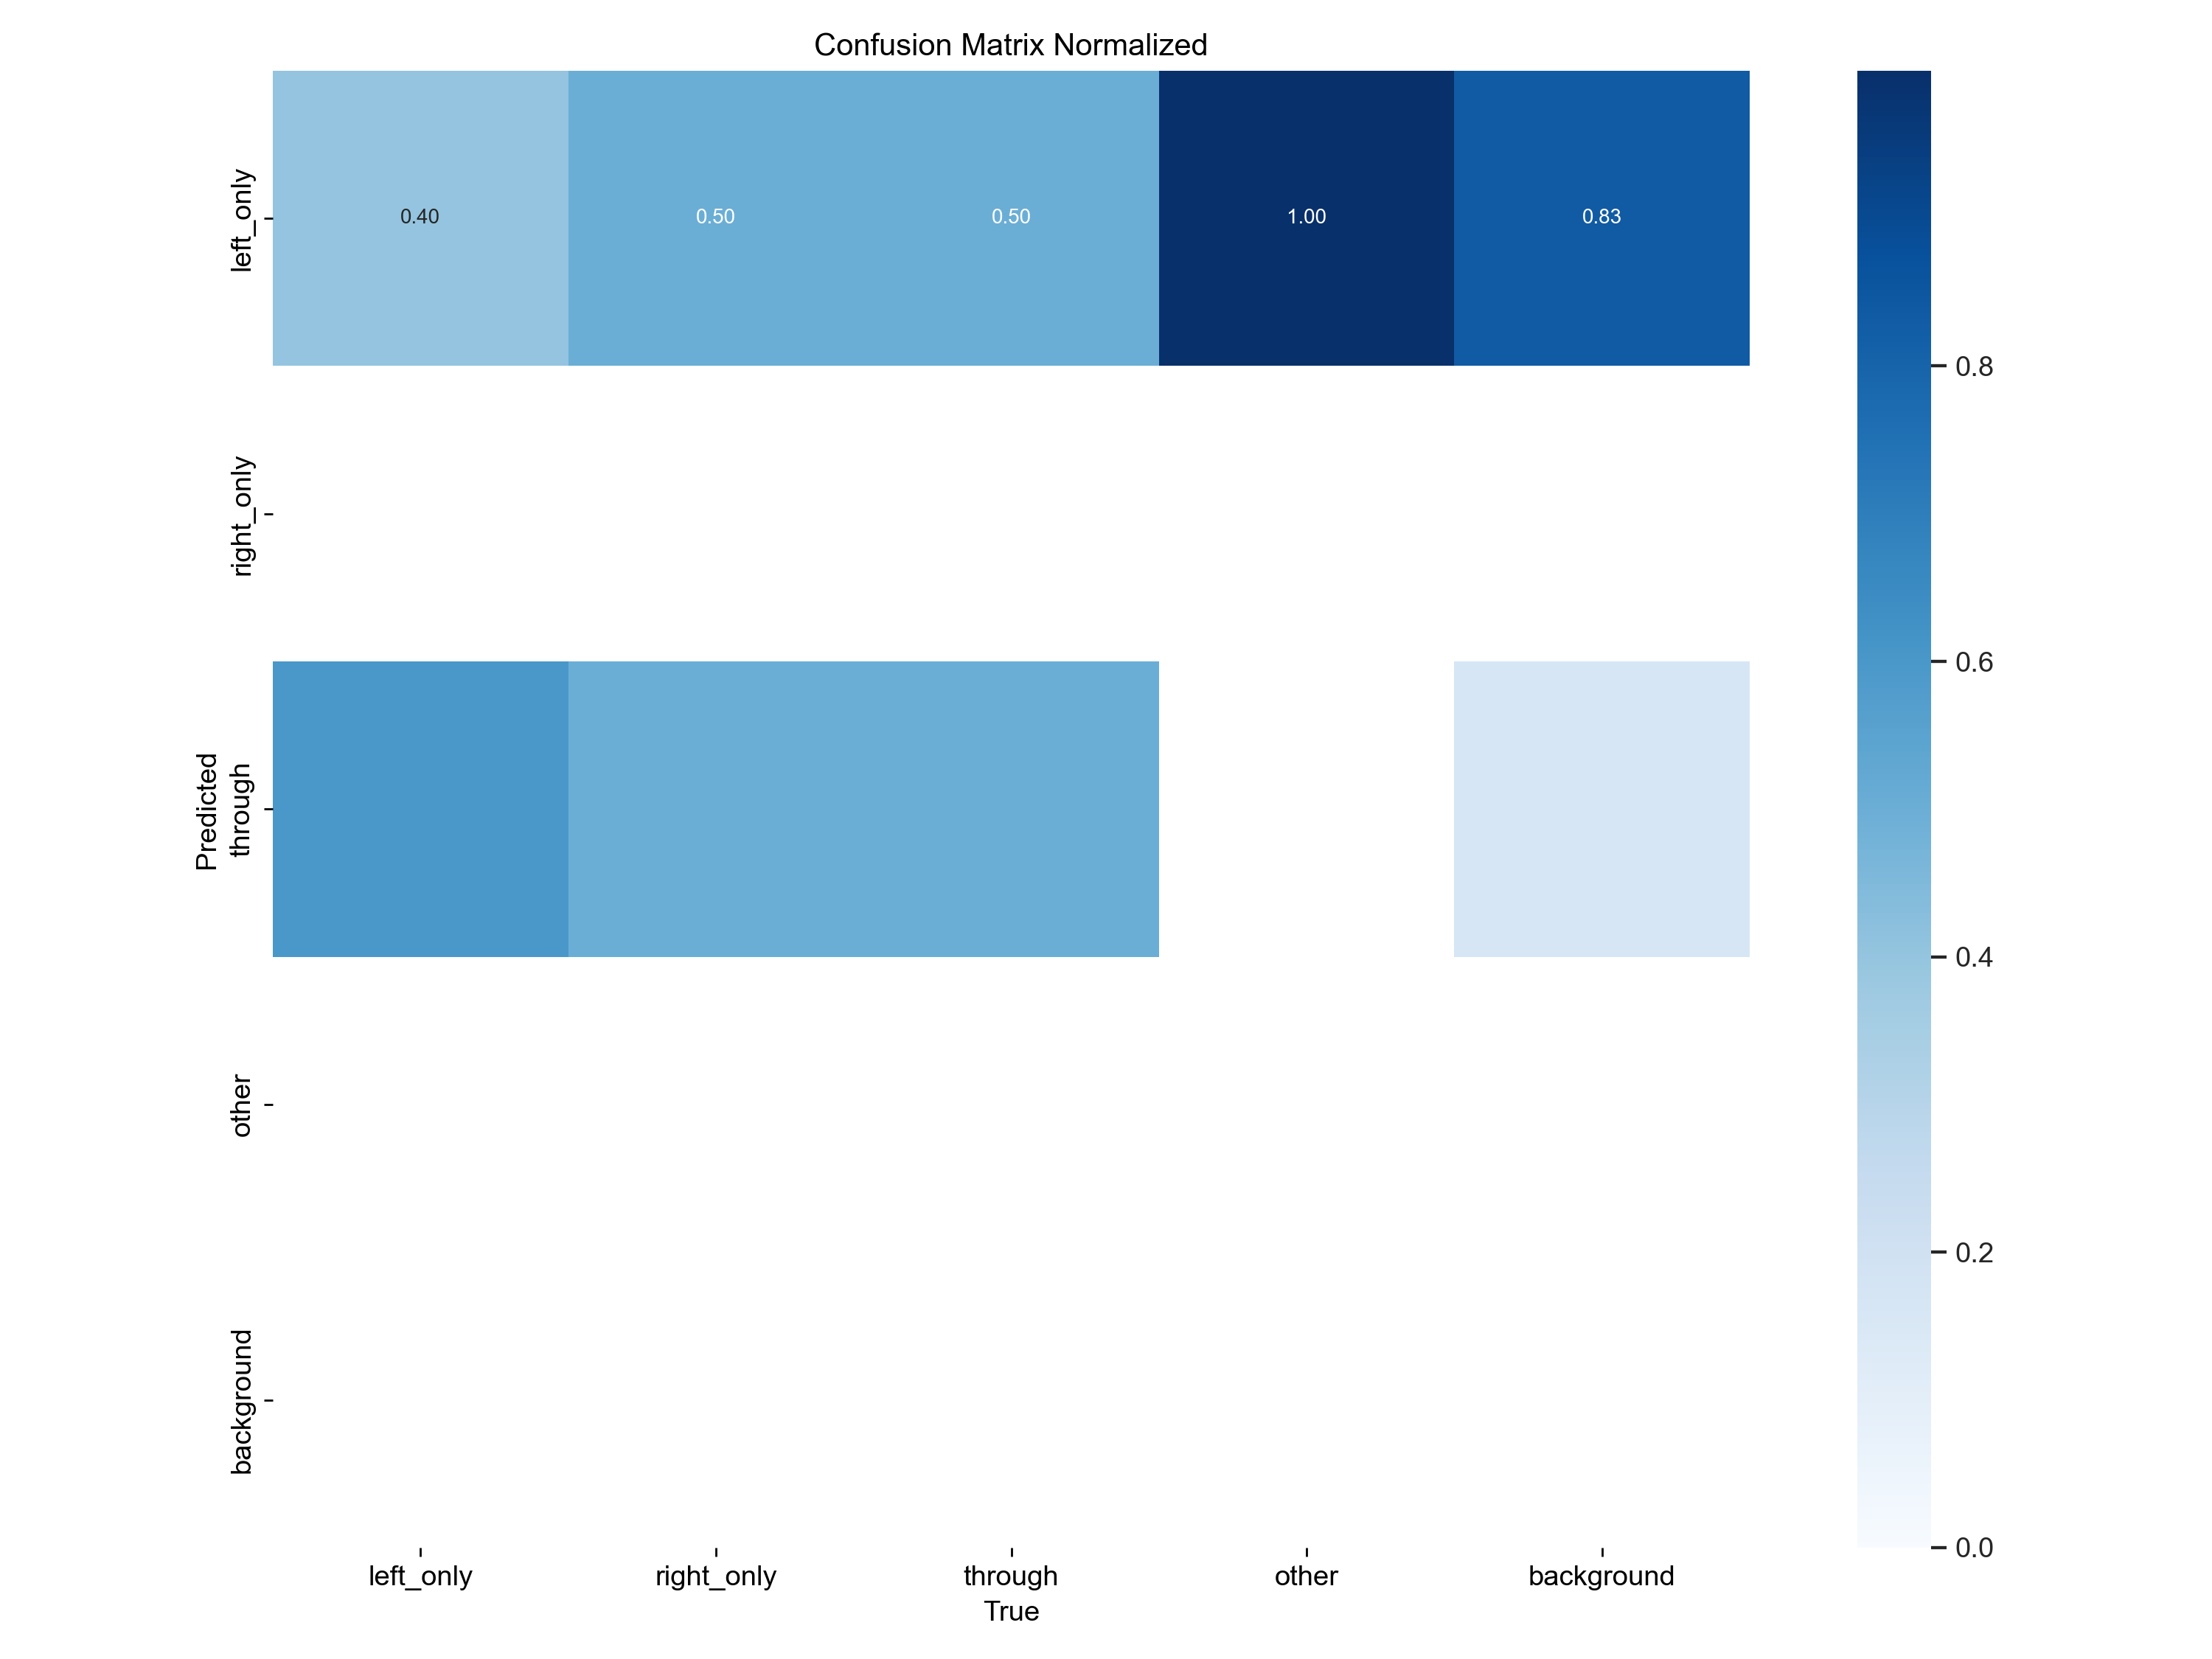 Confusion Matrix Normalized
left_only
0.40 0.50 0.50 1.00 0.83
right_only
Predicted
through
other
background
left_only right_only through other background
True
0.8
0.6
0.4
0.2
0.0